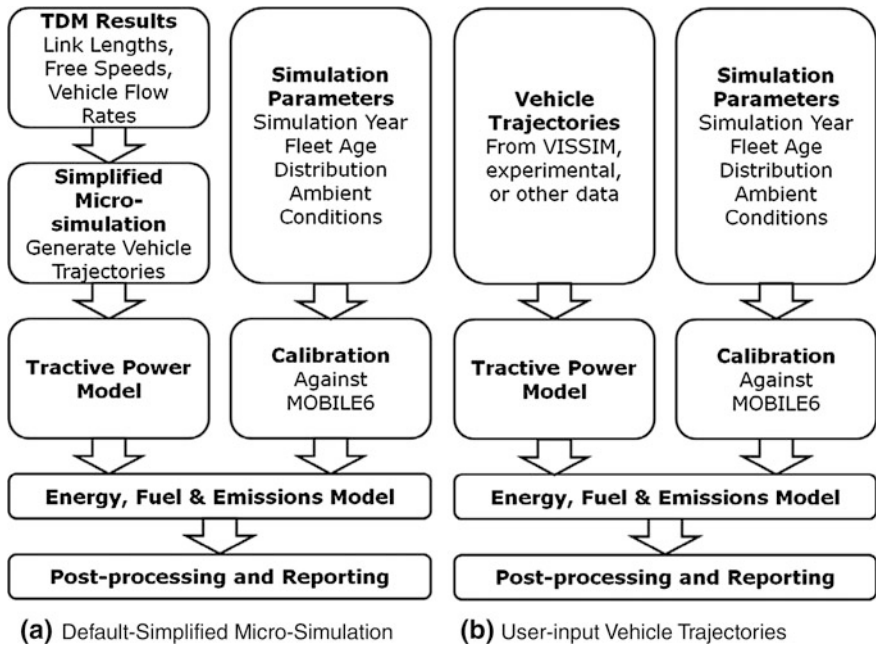 TDM Results
Link Lengths,
Free Speeds,
Vehicle Flow
Rates
Simplified
Micro-
simulation
Generate Vehicle
Trajectories
Simulation
Parameters
Simulation Year
Fleet Age
Distribution
Ambient
Conditions
Tractive Power
Model
Calibration
Against
MOBILE6
Energy, Fuel & Emissions Model
Post-processing and Reporting
(a) Default-Simplified Micro-Simulation
Vehicle
Trajectories
From VISSIM,
experimental,
or other data
Simulation
Parameters
Simulation Year
Fleet Age
Distribution
Ambient
Conditions
Tractive Power
Model
Calibration
Against
MOBILE6
Energy, Fuel & Emissions Model
Post-processing and Reporting
(b) User-input Vehicle Trajectories